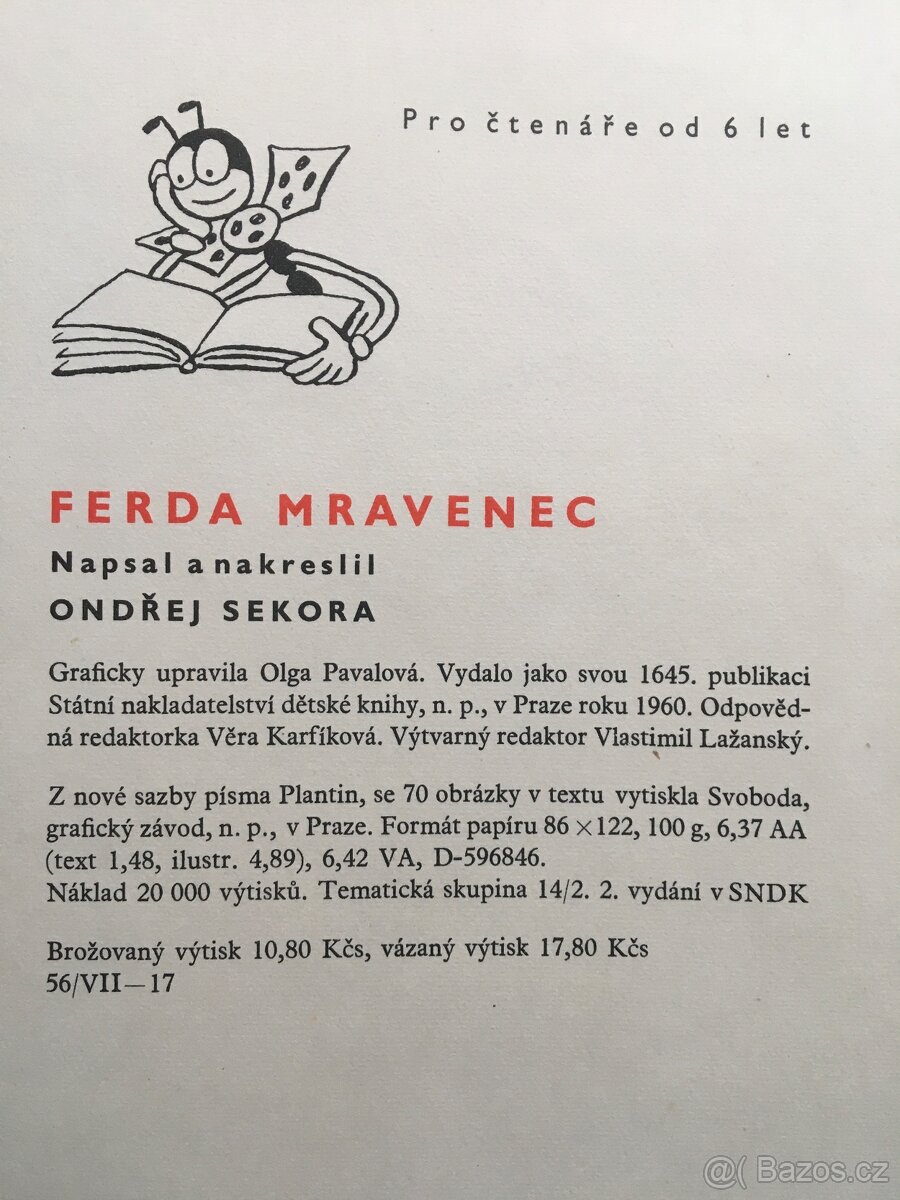 Pro čtenáře od 6 let
FERDA MRAVENEC
Napsal a nakreslil
ONDŘEJ SEKORA
Graficky upravila Olga Pavalová. Vydalo jako svou 1645. publikaci
Státní nakladatelství dětské knihy, n. p., v Praze roku 1960. Odpověd-
ná redaktorka Věra Karfíková. Výtvarný redaktor Vlastimil Lažanský.
Z nové sazby písma Plantin, se 70 obrázky v textu vytiskla Svoboda,
grafický závod, n. p., v Praze. Formát papíru 86 × 122, 100 g, 6,37 AA
(text 1,48, ilustr. 4,89), 6,42 VA, D-596846.
Náklad 20 000 výtisků. Tematická skupina 14/2. 2. vydání v SNDK
Brožovaný výtisk 10,80 Kčs, vázaný výtisk 17,80 Kčs
56/VII—17
@( Bazos.cz